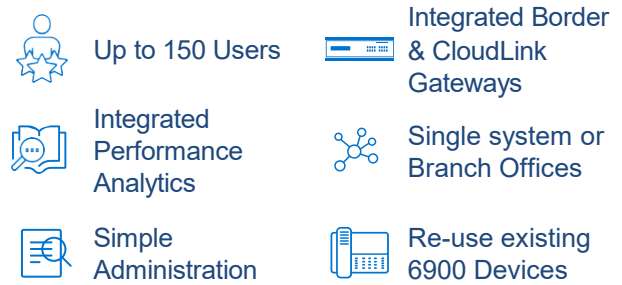 Up to 150 Users
Integrated Border
& CloudLink
Gateways
Integrated
Performance
Analytics
Single system or
Branch Offices
Simple
Administration
Re-use existing
6900 Devices